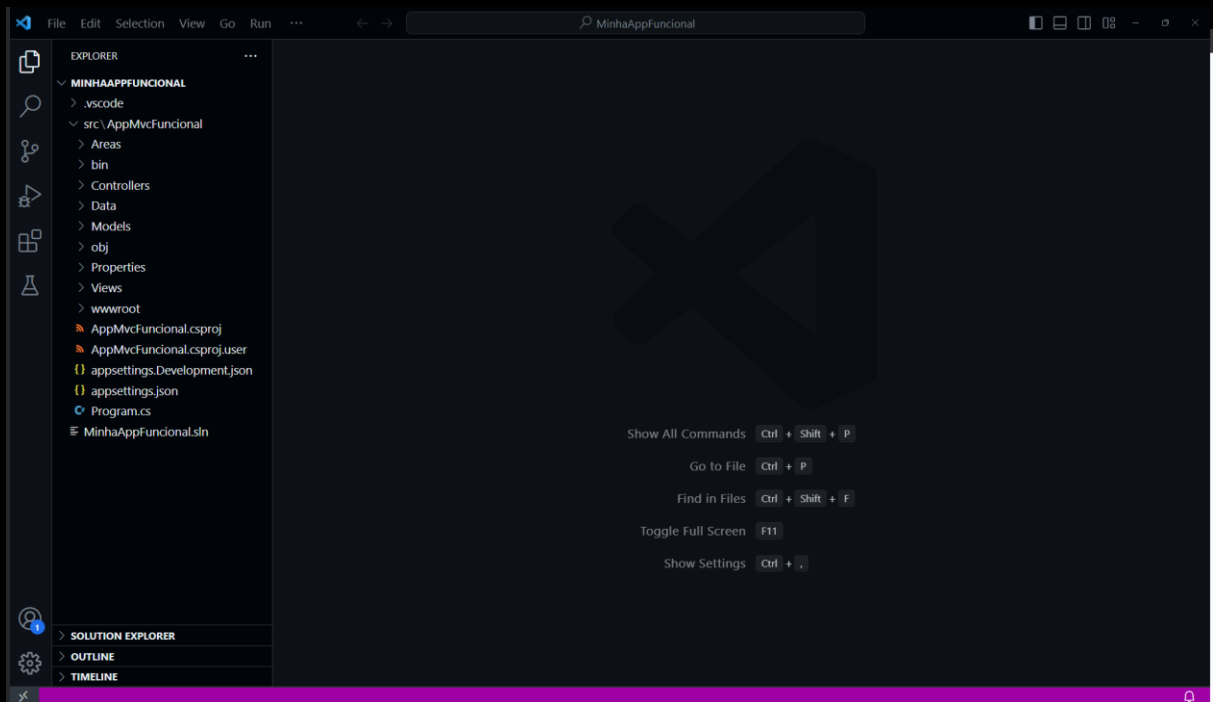 File Edit Selection View Go Run ···
MinhaAppFuncional
EXPLORER ···
MINHAAPPFUNCIONAL
.vscode
src\AppMvcFuncional
Areas
bin
Controllers
Data
Models
obj
Properties
Views
wwwroot
AppMvcFuncional.csproj
AppMvcFuncional.csproj.user
{} appsettings.Development.json
{} appsettings.json
C# Program.cs
MinhaAppFuncional.sln
Show All Commands Ctrl + Shift + P
Go to File Ctrl + P
Find in Files Ctrl + Shift + F
Toggle Full Screen F11
Show Settings Ctrl + ,
1
SOLUTION EXPLORER
OUTLINE
TIMELINE